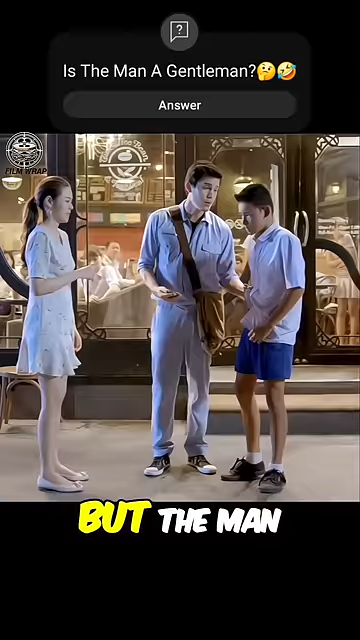 Is The Man A Gentleman?🤔🤣
Answer
FILM WRAP
BUT THE MAN